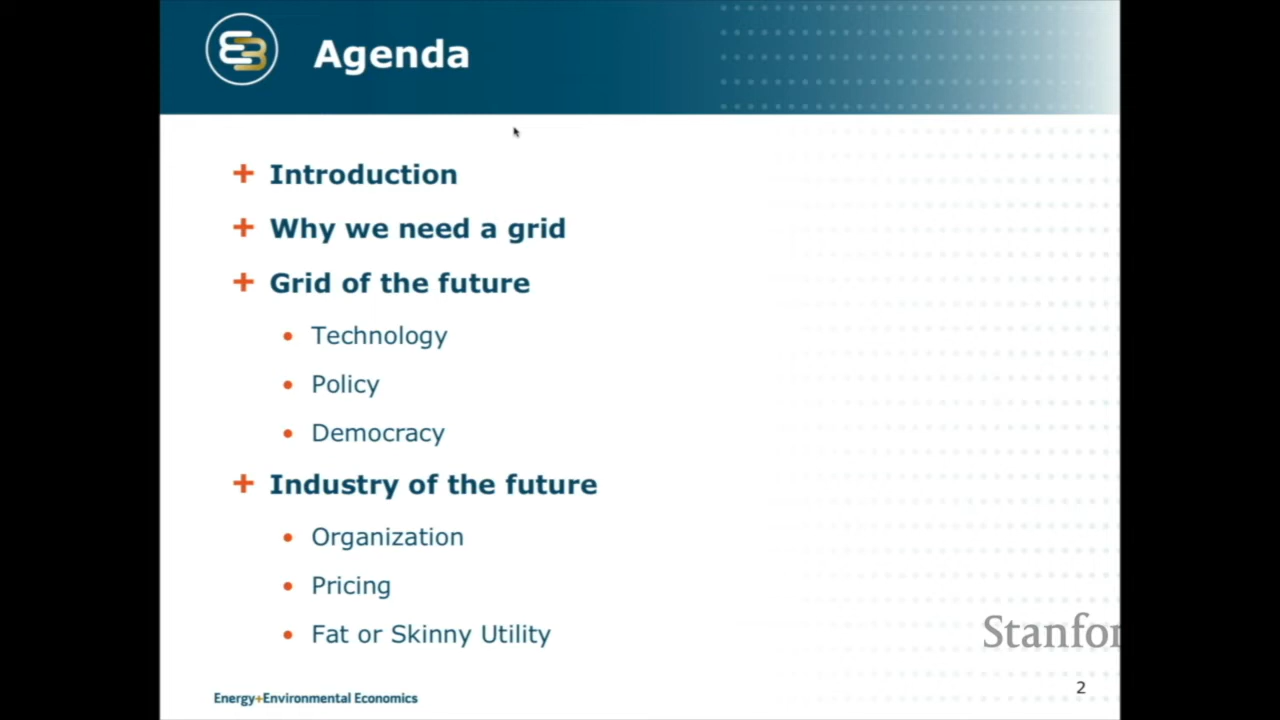 E3
Agenda
+ Introduction
+ Why we need a grid
+ Grid of the future
• Technology
• Policy
• Democracy
+ Industry of the future
• Organization
• Pricing
• Fat or Skinny Utility
Stanfor
Energy+Environmental Economics
2